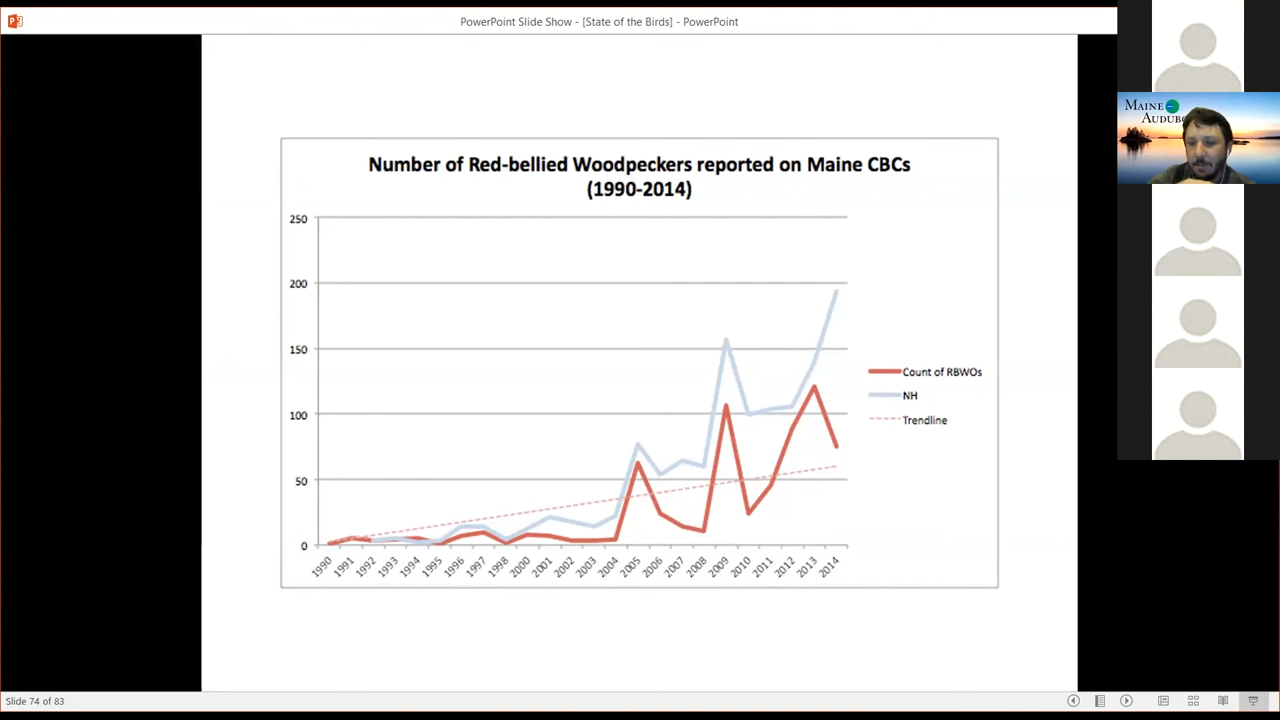 PowerPoint Slide Show - [State of the Birds] - PowerPoint
MAINE
AUDUBO
Number of Red-bellied Woodpeckers reported on Maine CBCs
(1990-2014)
250
200
150
100
50
0
1990 1991 1992 1993 1994 1995 1996 1997 1998 2000 2001 2002 2003 2004 2005 2006 2007 2008 2009 2010 2011 2012 2013 2014
Count of RBWOs
NH
Trendline
Slide 74 of 83